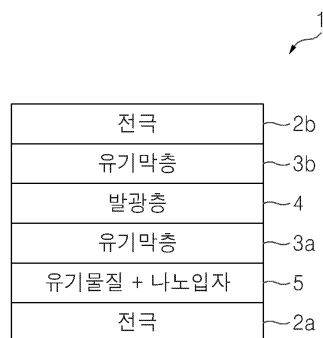 1
전극 2b
유기막층 3b
발광층 4
유기막층 3a
유기물질 + 나노입자 5
전극 2a